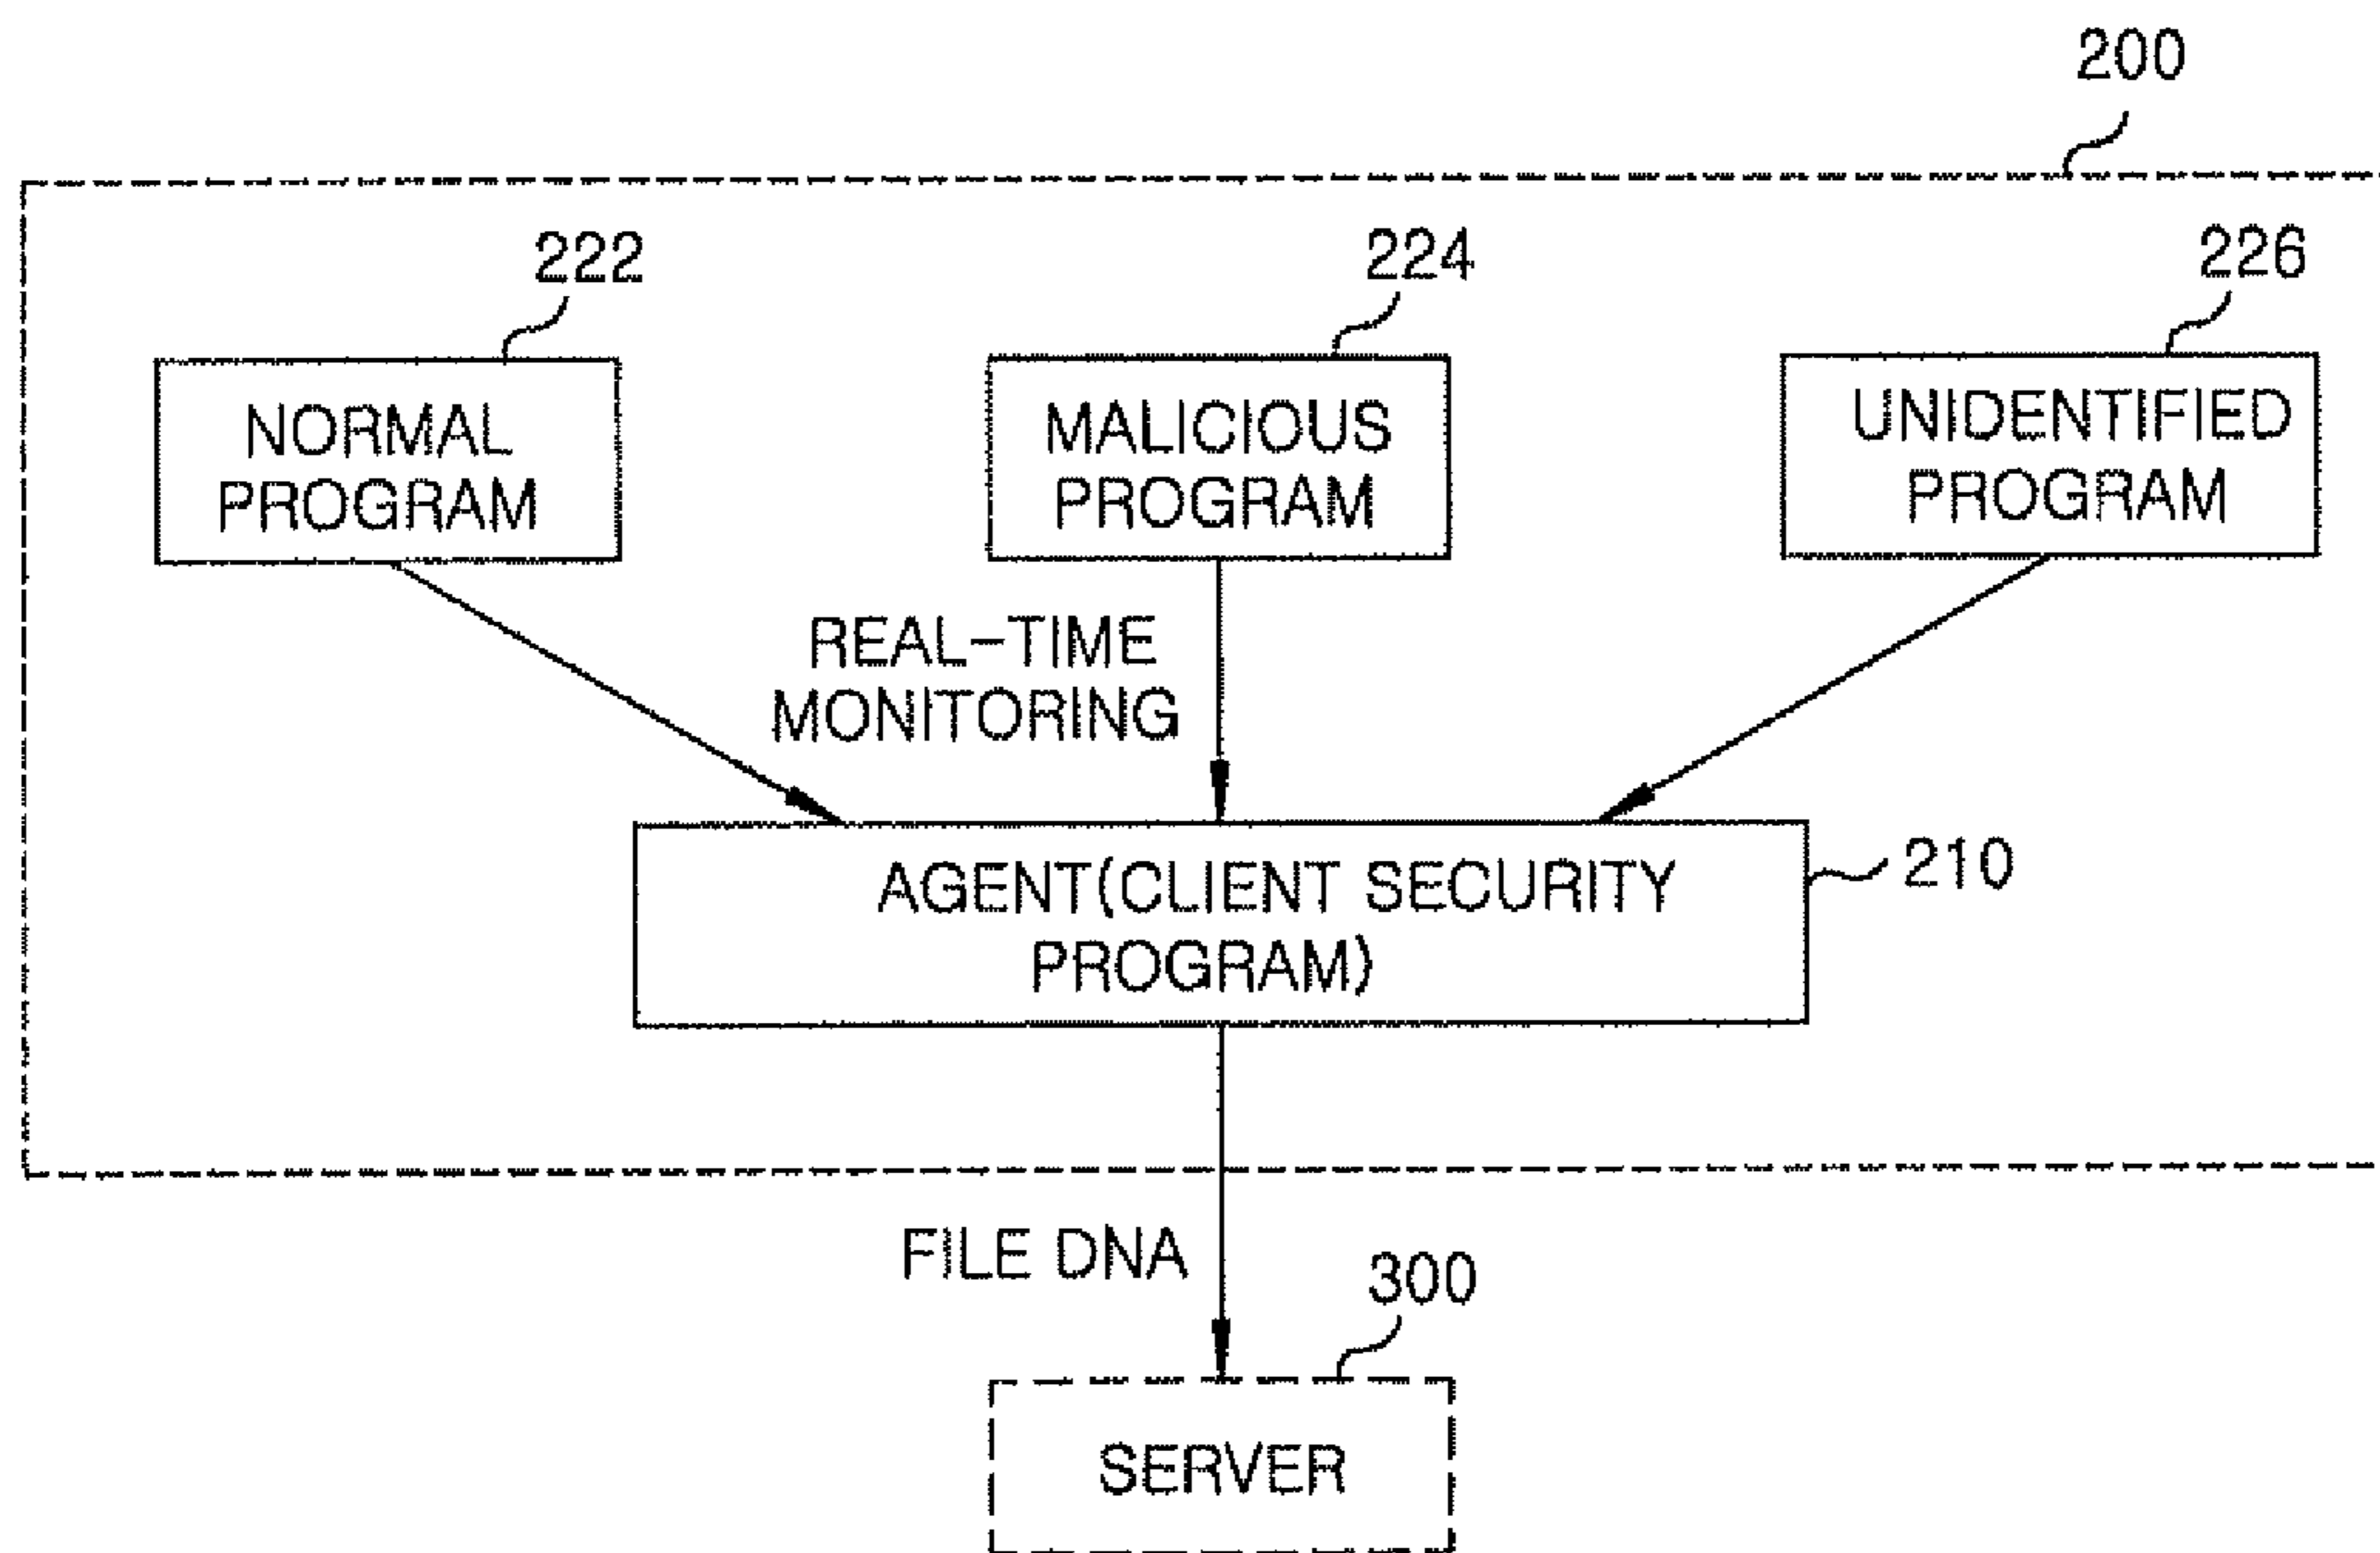 200
222
224
226
NORMAL
PROGRAM
MALICIOUS
PROGRAM
UNIDENTIFIED
PROGRAM
REAL-TIME
MONITORING
AGENT(CLIENT SECURITY
PROGRAM)
210
FILE DNA
300
SERVER